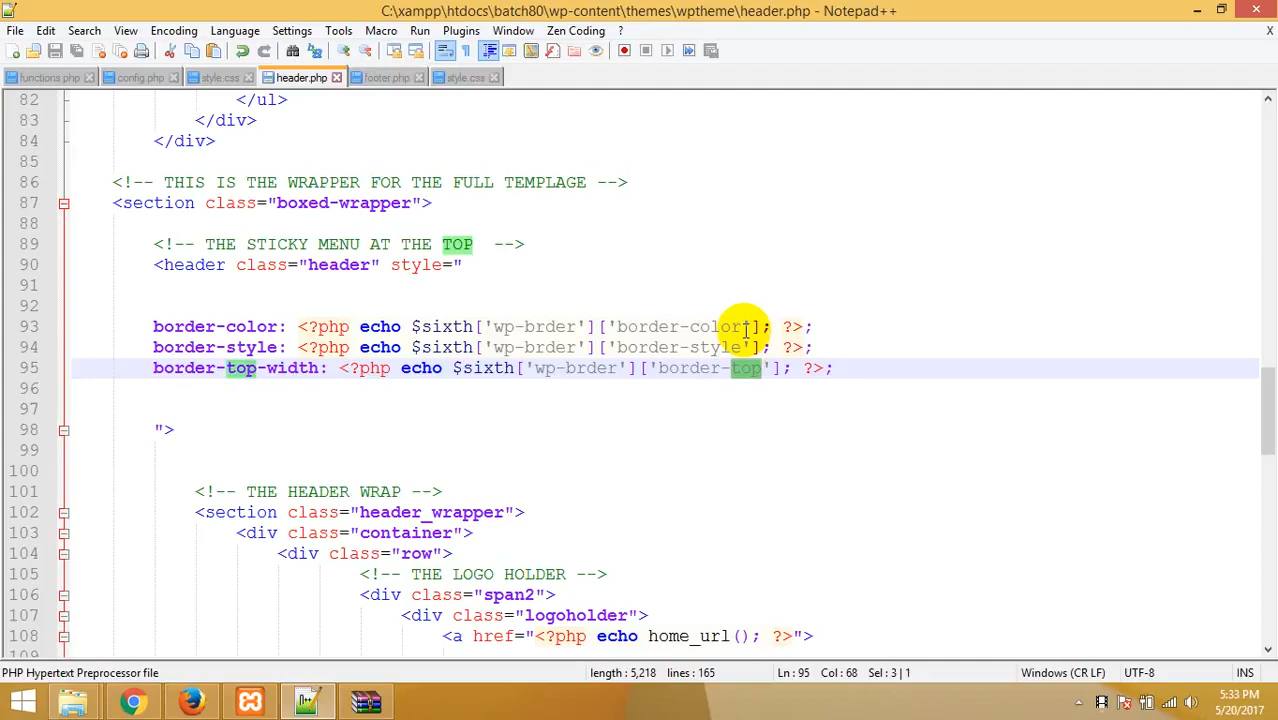 C:\xampp\htdocs\batch80\wp-content\themes\wptheme\header.php - Notepad++
File Edit Search View Encoding Language Settings Tools Macro Run Plugins Window Zen Coding ? X
functions.php config.php style.css header.php footer.php style.css
82 </ul>
83 </div>
84 </div>
85
86 <!-- THIS IS THE WRAPPER FOR THE FULL TEMPLAGE -->
87 <section class="boxed-wrapper">
88
89 <!-- THE STICKY MENU AT THE TOP -->
90 <header class="header" style="
91
92
93 border-color: <?php echo $sixth['wp-brder']['border-color']; ?>;
94 border-style: <?php echo $sixth['wp-brder']['border-style']; ?>;
95 border-top-width: <?php echo $sixth['wp-brder']['border-top']; ?>;
96
97
98 ">
99
100
101 <!-- THE HEADER WRAP -->
102 <section class="header_wrapper">
103 <div class="container">
104 <div class="row">
105 <!-- THE LOGO HOLDER -->
106 <div class="span2">
107 <div class="logoholder">
108 <a href="<?php echo home_url(); ?>">
109
PHP Hypertext Preprocessor file length : 5,218 lines : 165 Ln : 95 Col : 68 Sel : 3 | 1 Windows (CR LF) UTF-8 INS
5:33 PM
5/20/2017